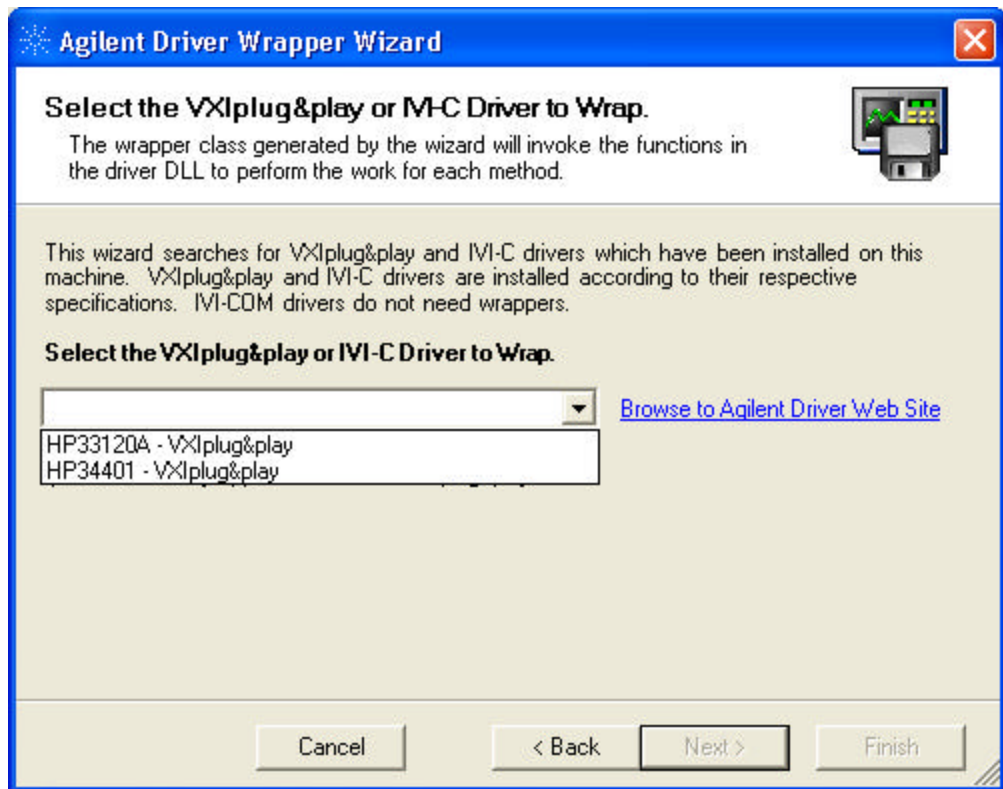 Agilent Driver Wrapper Wizard
Select the VXIplug&play or IVI-C Driver to Wrap.
The wrapper class generated by the wizard will invoke the functions in
the driver DLL to perform the work for each method.
This wizard searches for VXIplug&play and IVI-C drivers which have been installed on this
machine. VXIplug&play and IVI-C drivers are installed according to their respective
specifications. IVI-COM drivers do not need wrappers.
Select the VXIplug&play or IVI-C Driver to Wrap.
Browse to Agilent Driver Web Site
HP33120A - VXIplug&play
HP34401 - VXIplug&play
Cancel
< Back
Next >
Finish